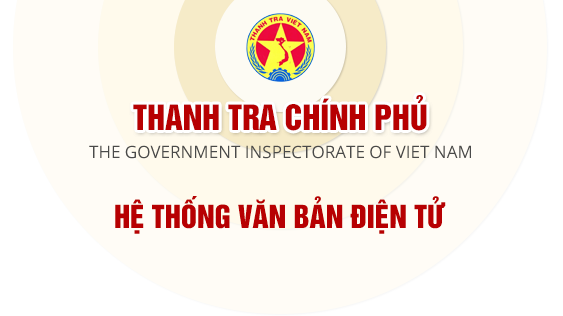 THANH TRA VIỆT NAM
THANH TRA CHÍNH PHỦ
THE GOVERNMENT INSPECTORATE OF VIET NAM
HỆ THỐNG VĂN BẢN ĐIỆN TỬ